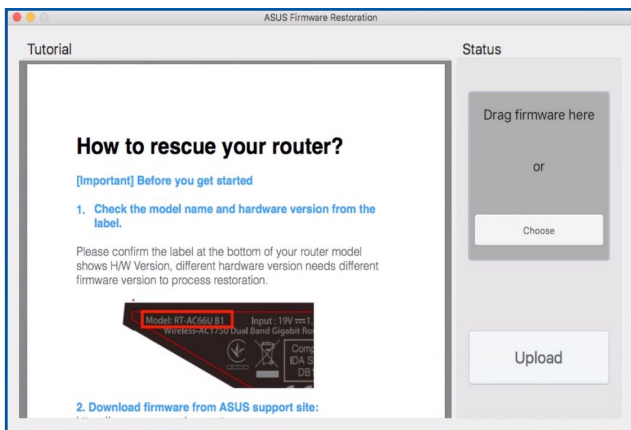 ASUS Firmware Restoration
Tutorial
Status
How to rescue your router?
[Important] Before you get started
1. Check the model name and hardware version from the
label.
Please confirm the label at the bottom of your router model
shows H/W Version, different hardware version needs different
firmware version to process restoration.
Model: RT-AC66U B1 Input : 19V
Wireless-AC1750 Dual Band Gigabit
IDA S
DB1
2. Download firmware from ASUS support site:
Drag firmware here
or
Choose
Upload